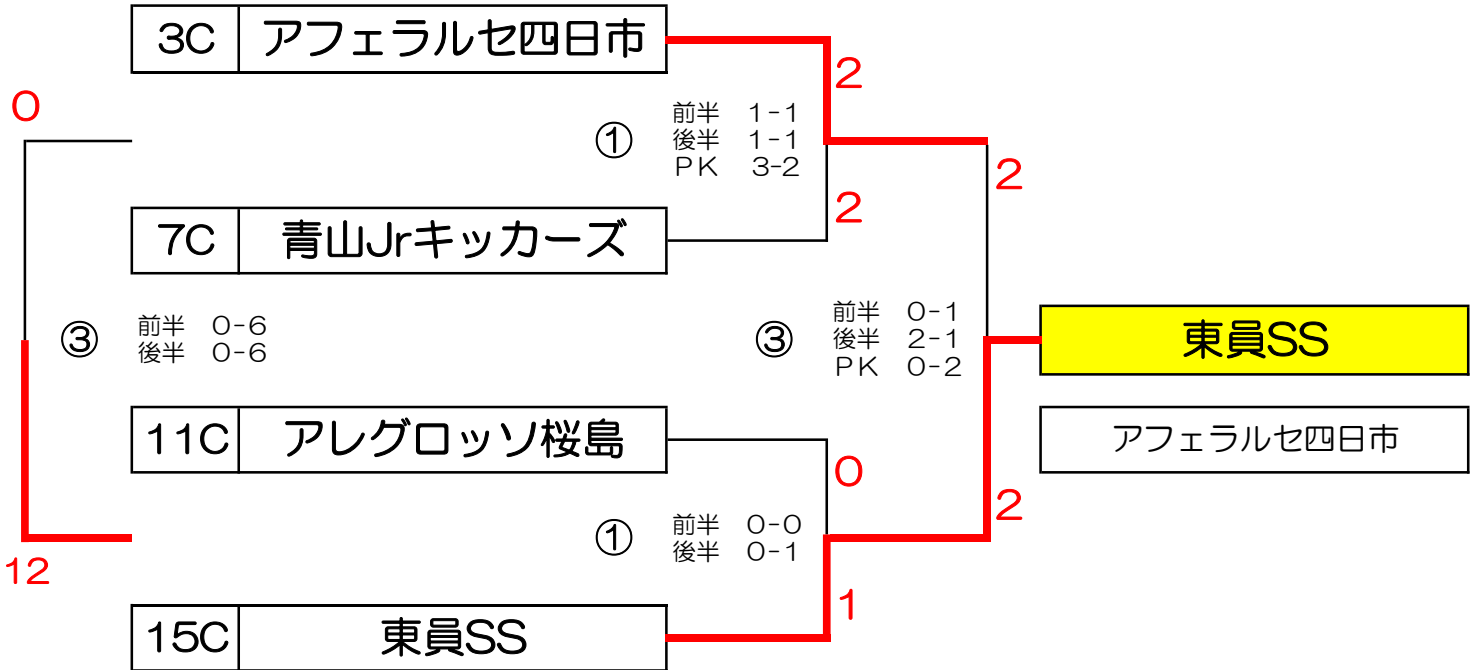 3C アフェラルセ四日市
2
0
① 前半 1-1
後半 1-1
PK 3-2
2
2
7C 青山Jrキッカーズ
③ 前半 0-6
後半 0-6
③ 前半 0-1
後半 2-1
PK 0-2
東員SS
アフェラルセ四日市
11C アレグロッソ桜島
0
2
① 前半 0-0
後半 0-1
12
1
15C 東員SS